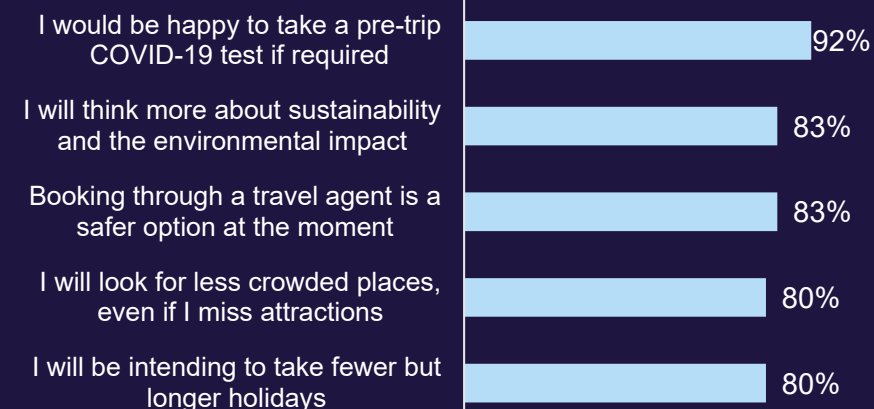 I would be happy to take a pre-trip
COVID-19 test if required
92%
I will think more about sustainability
and the environmental impact
83%
Booking through a travel agent is a
safer option at the moment
83%
I will look for less crowded places,
even if I miss attractions
80%
I will be intending to take fewer but
longer holidays
80%